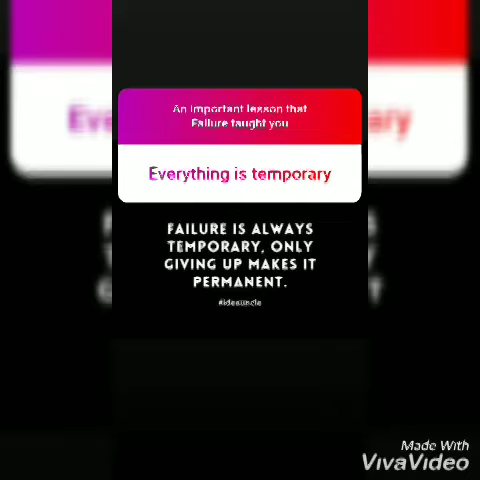 An important lesson that
Failure taught you
Everything is temporary
FAILURE IS ALWAYS
TEMPORARY, ONLY
GIVING UP MAKES IT
PERMANENT.
#ideauncle
Made With
VivaVideo